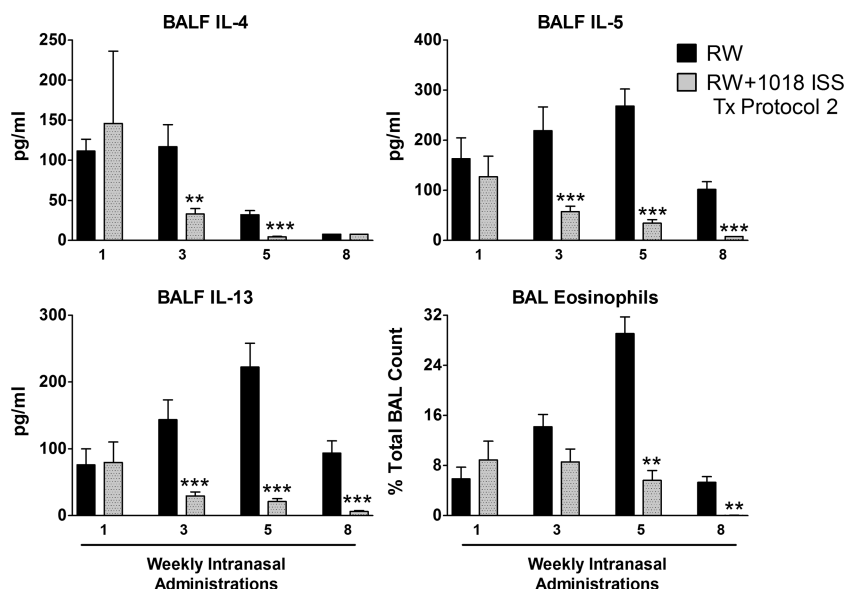 BALF IL-4
pg/ml
250
200
150
100
50
0
**
***
1 3 5 8
BALF IL-5
pg/ml
400
300
200
100
0
***
***
***
1 3 5 8
RW
RW+1018 ISS
Tx Protocol 2
BALF IL-13
pg/ml
300
200
100
0
***
***
***
1 3 5 8
Weekly Intranasal
Administrations
BAL Eosinophils
% Total BAL Count
32
24
16
8
0
**
**
1 3 5 8
Weekly Intranasal
Administrations